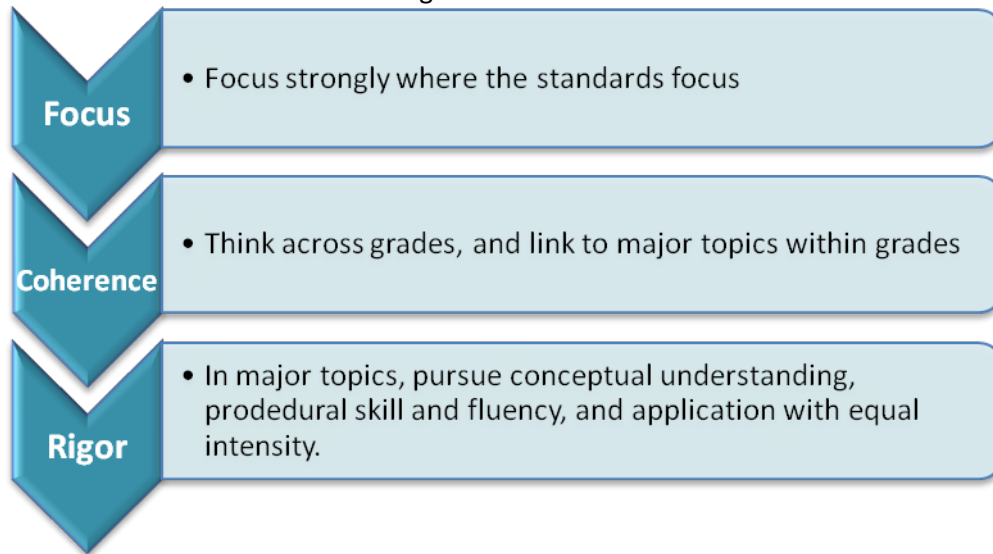 Focus
• Focus strongly where the standards focus
Coherence
• Think across grades, and link to major topics within grades
Rigor
• In major topics, pursue conceptual understanding,
prodedural skill and fluency, and application with equal
intensity.